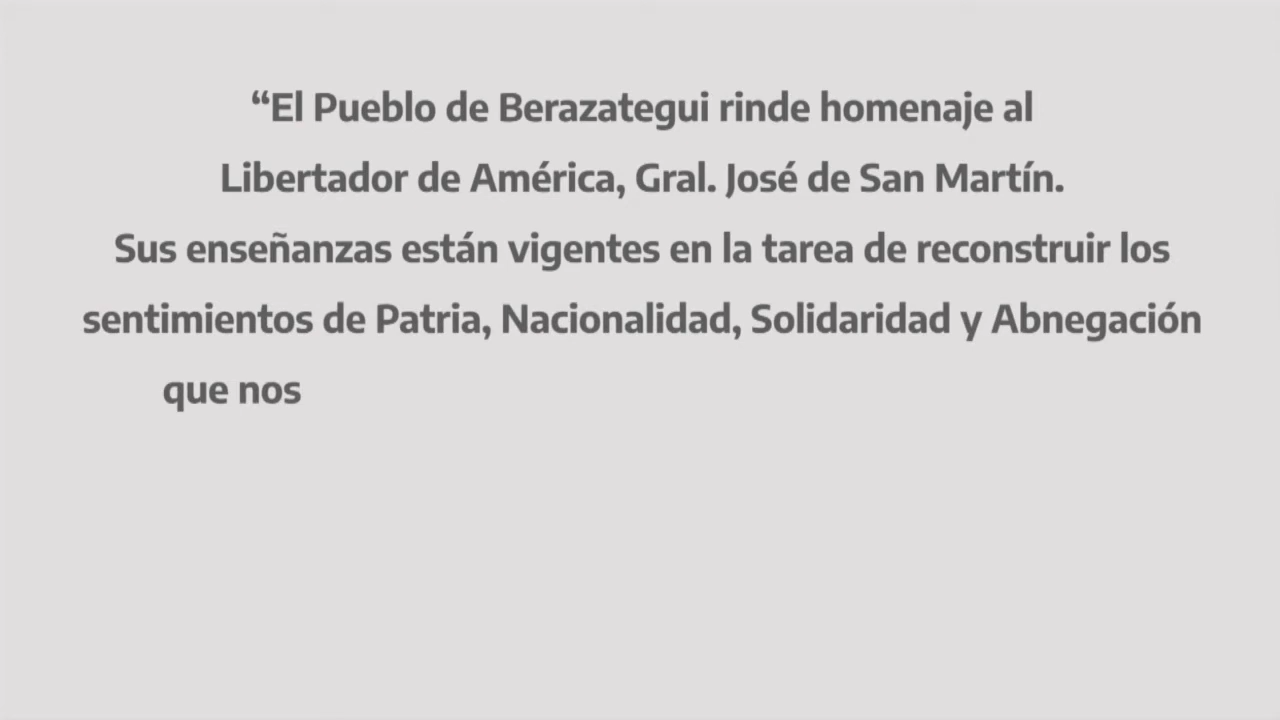 “El Pueblo de Berazategui rinde homenaje al
Libertador de América, Gral. José de San Martín.
Sus enseñanzas están vigentes en la tarea de reconstruir los
sentimientos de Patria, Nacionalidad, Solidaridad y Abnegación
que nos